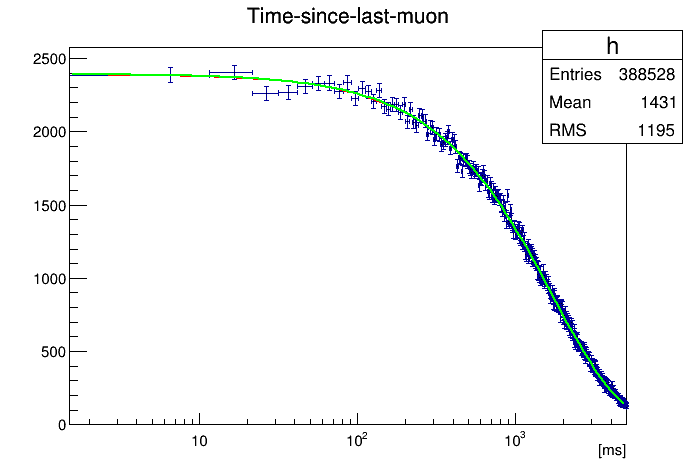 Time-since-last-muon
h
Entries 388528
Mean 1431
RMS 1195
2500
2000
1500
1000
500
0
10
10²
10³
[ms]